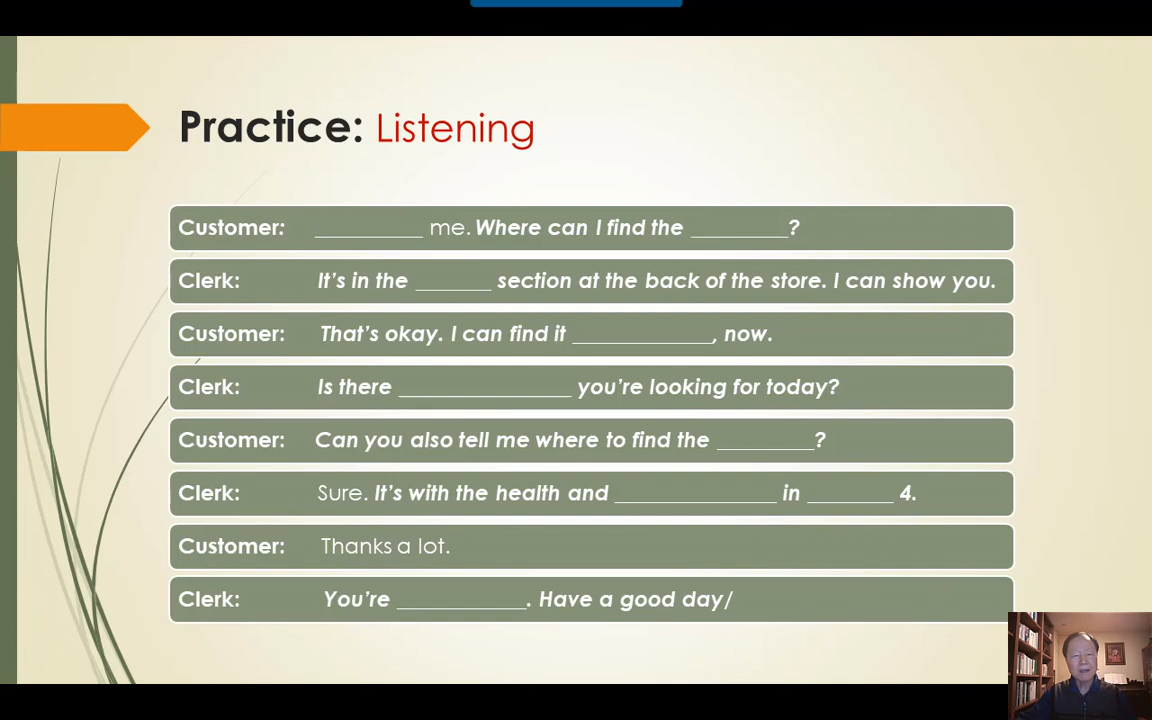 Practice: Listening
Customer: __________ me. Where can I find the _________?
Clerk: It's in the _______ section at the back of the store. I can show you.
Customer: That's okay. I can find it _____________, now.
Clerk: Is there ________________ you're looking for today?
Customer: Can you also tell me where to find the _________?
Clerk: Sure. It's with the health and _______________ in ________ 4.
Customer: Thanks a lot.
Clerk: You're ____________. Have a good day/